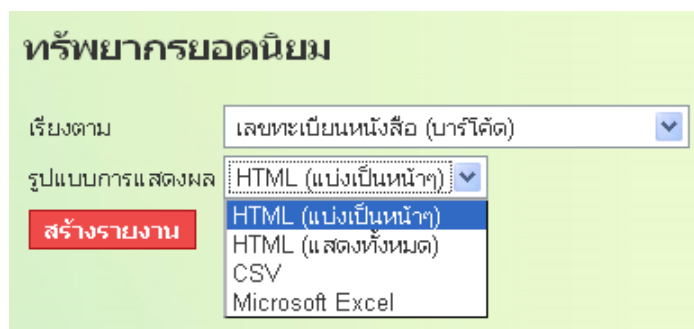 ทรัพยากรยอดนิยม
เรียงตาม เลขทะเบียนหนังสือ (บาร์โค้ด)
รูปแบบการแสดงผล HTML (แบ่งเป็นหน้าๆ)
สร้างรายงาน HTML (แบ่งเป็นหน้าๆ)
HTML (แสดงทั้งหมด)
CSV
Microsoft Excel